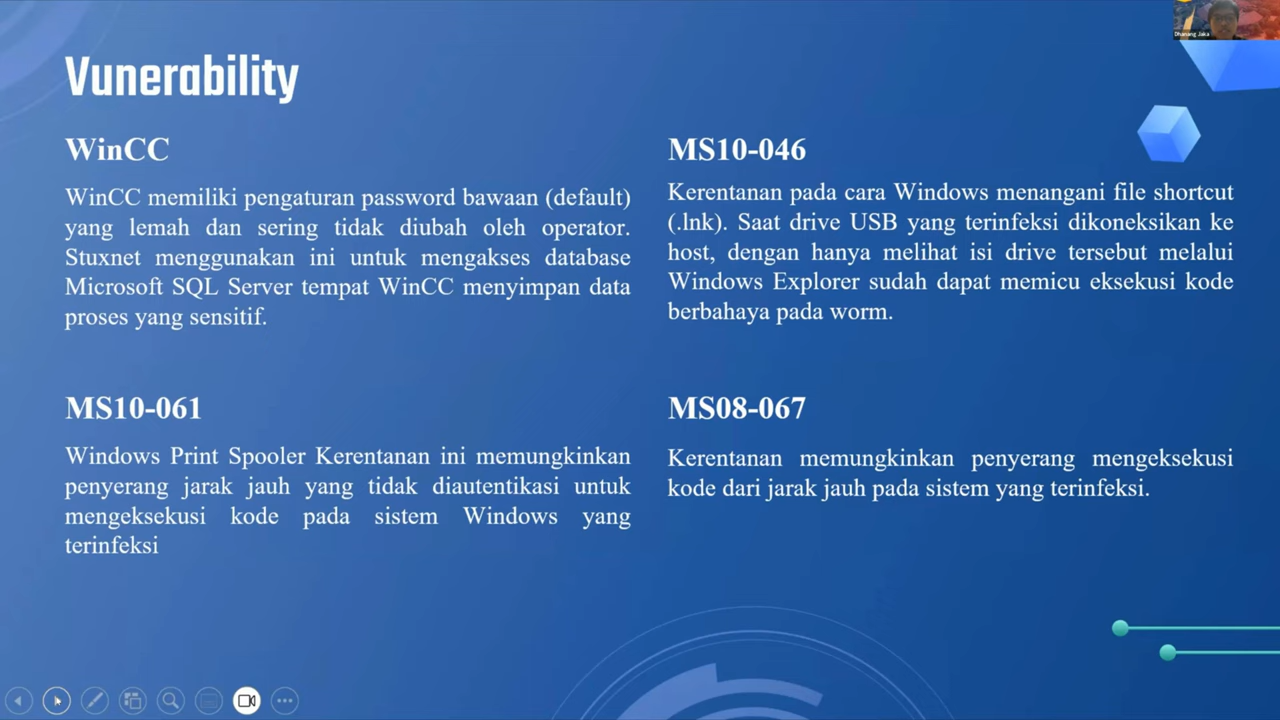 Dhanang Jaka
Vunerability
WinCC
WinCC memiliki pengaturan password bawaan (default)
yang lemah dan sering tidak diubah oleh operator.
Stuxnet menggunakan ini untuk mengakses database
Microsoft SQL Server tempat WinCC menyimpan data
proses yang sensitif.
MS10-046
Kerentanan pada cara Windows menangani file shortcut
(.lnk). Saat drive USB yang terinfeksi dikoneksikan ke
host, dengan hanya melihat isi drive tersebut melalui
Windows Explorer sudah dapat memicu eksekusi kode
berbahaya pada worm.
MS10-061
Windows Print Spooler Kerentanan ini memungkinkan
penyerang jarak jauh yang tidak diautentikasi untuk
mengeksekusi kode pada sistem Windows yang
terinfeksi
MS08-067
Kerentanan memungkinkan penyerang mengeksekusi
kode dari jarak jauh pada sistem yang terinfeksi.